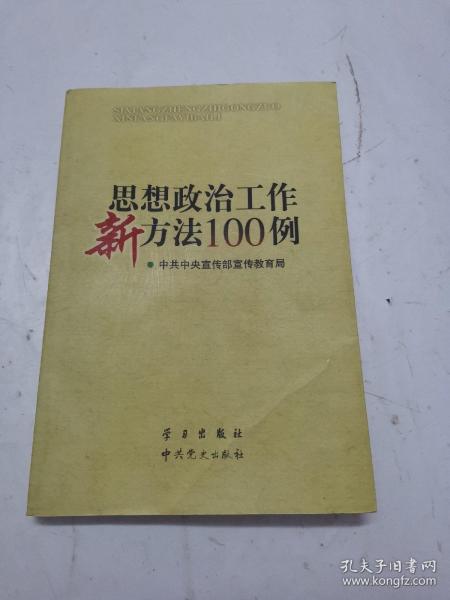 SIXIANGZHENGZHIGONGZUO
XINFANGFAYIBAILI
思想政治工作
新方法100例
中共中央宣传部宣传教育局
学习出版社
中共党史出版社
孔夫子旧书网
www.kongfz.com